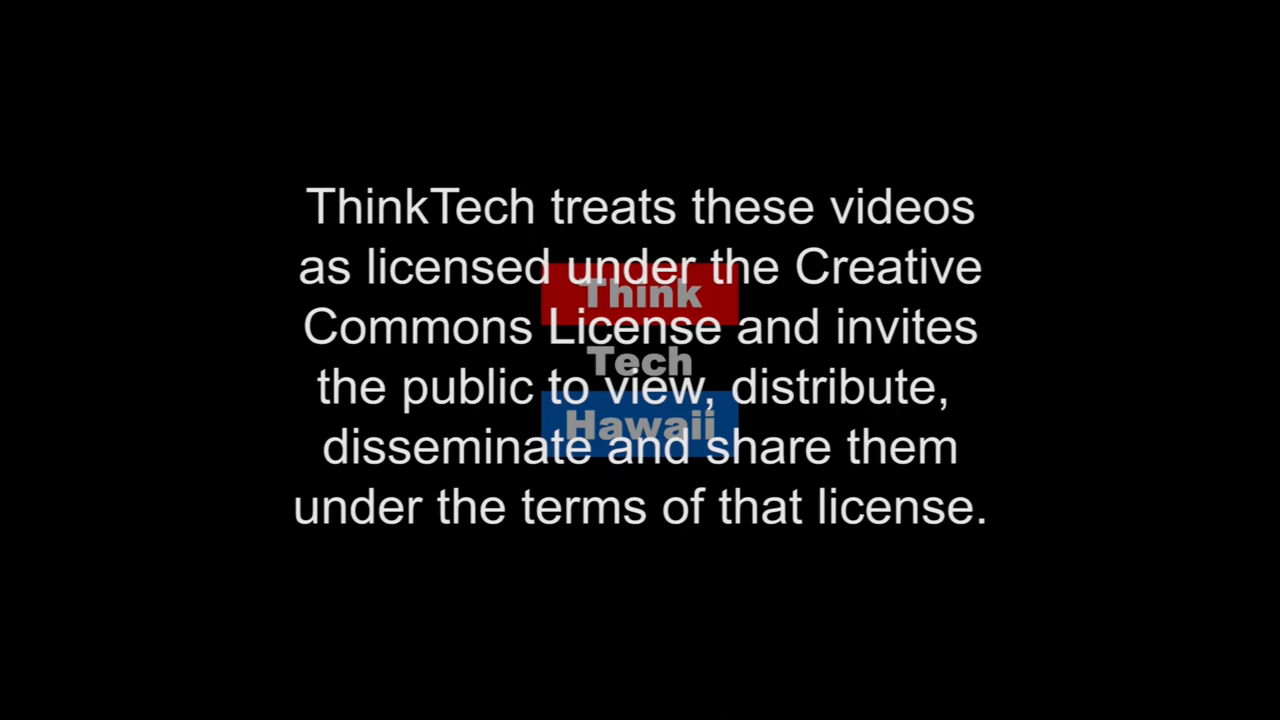 ThinkTech treats these videos
as licensed under the Creative
Think
Commons License and invites
Tech
the public to view, distribute,
Hawaii
disseminate and share them
under the terms of that license.